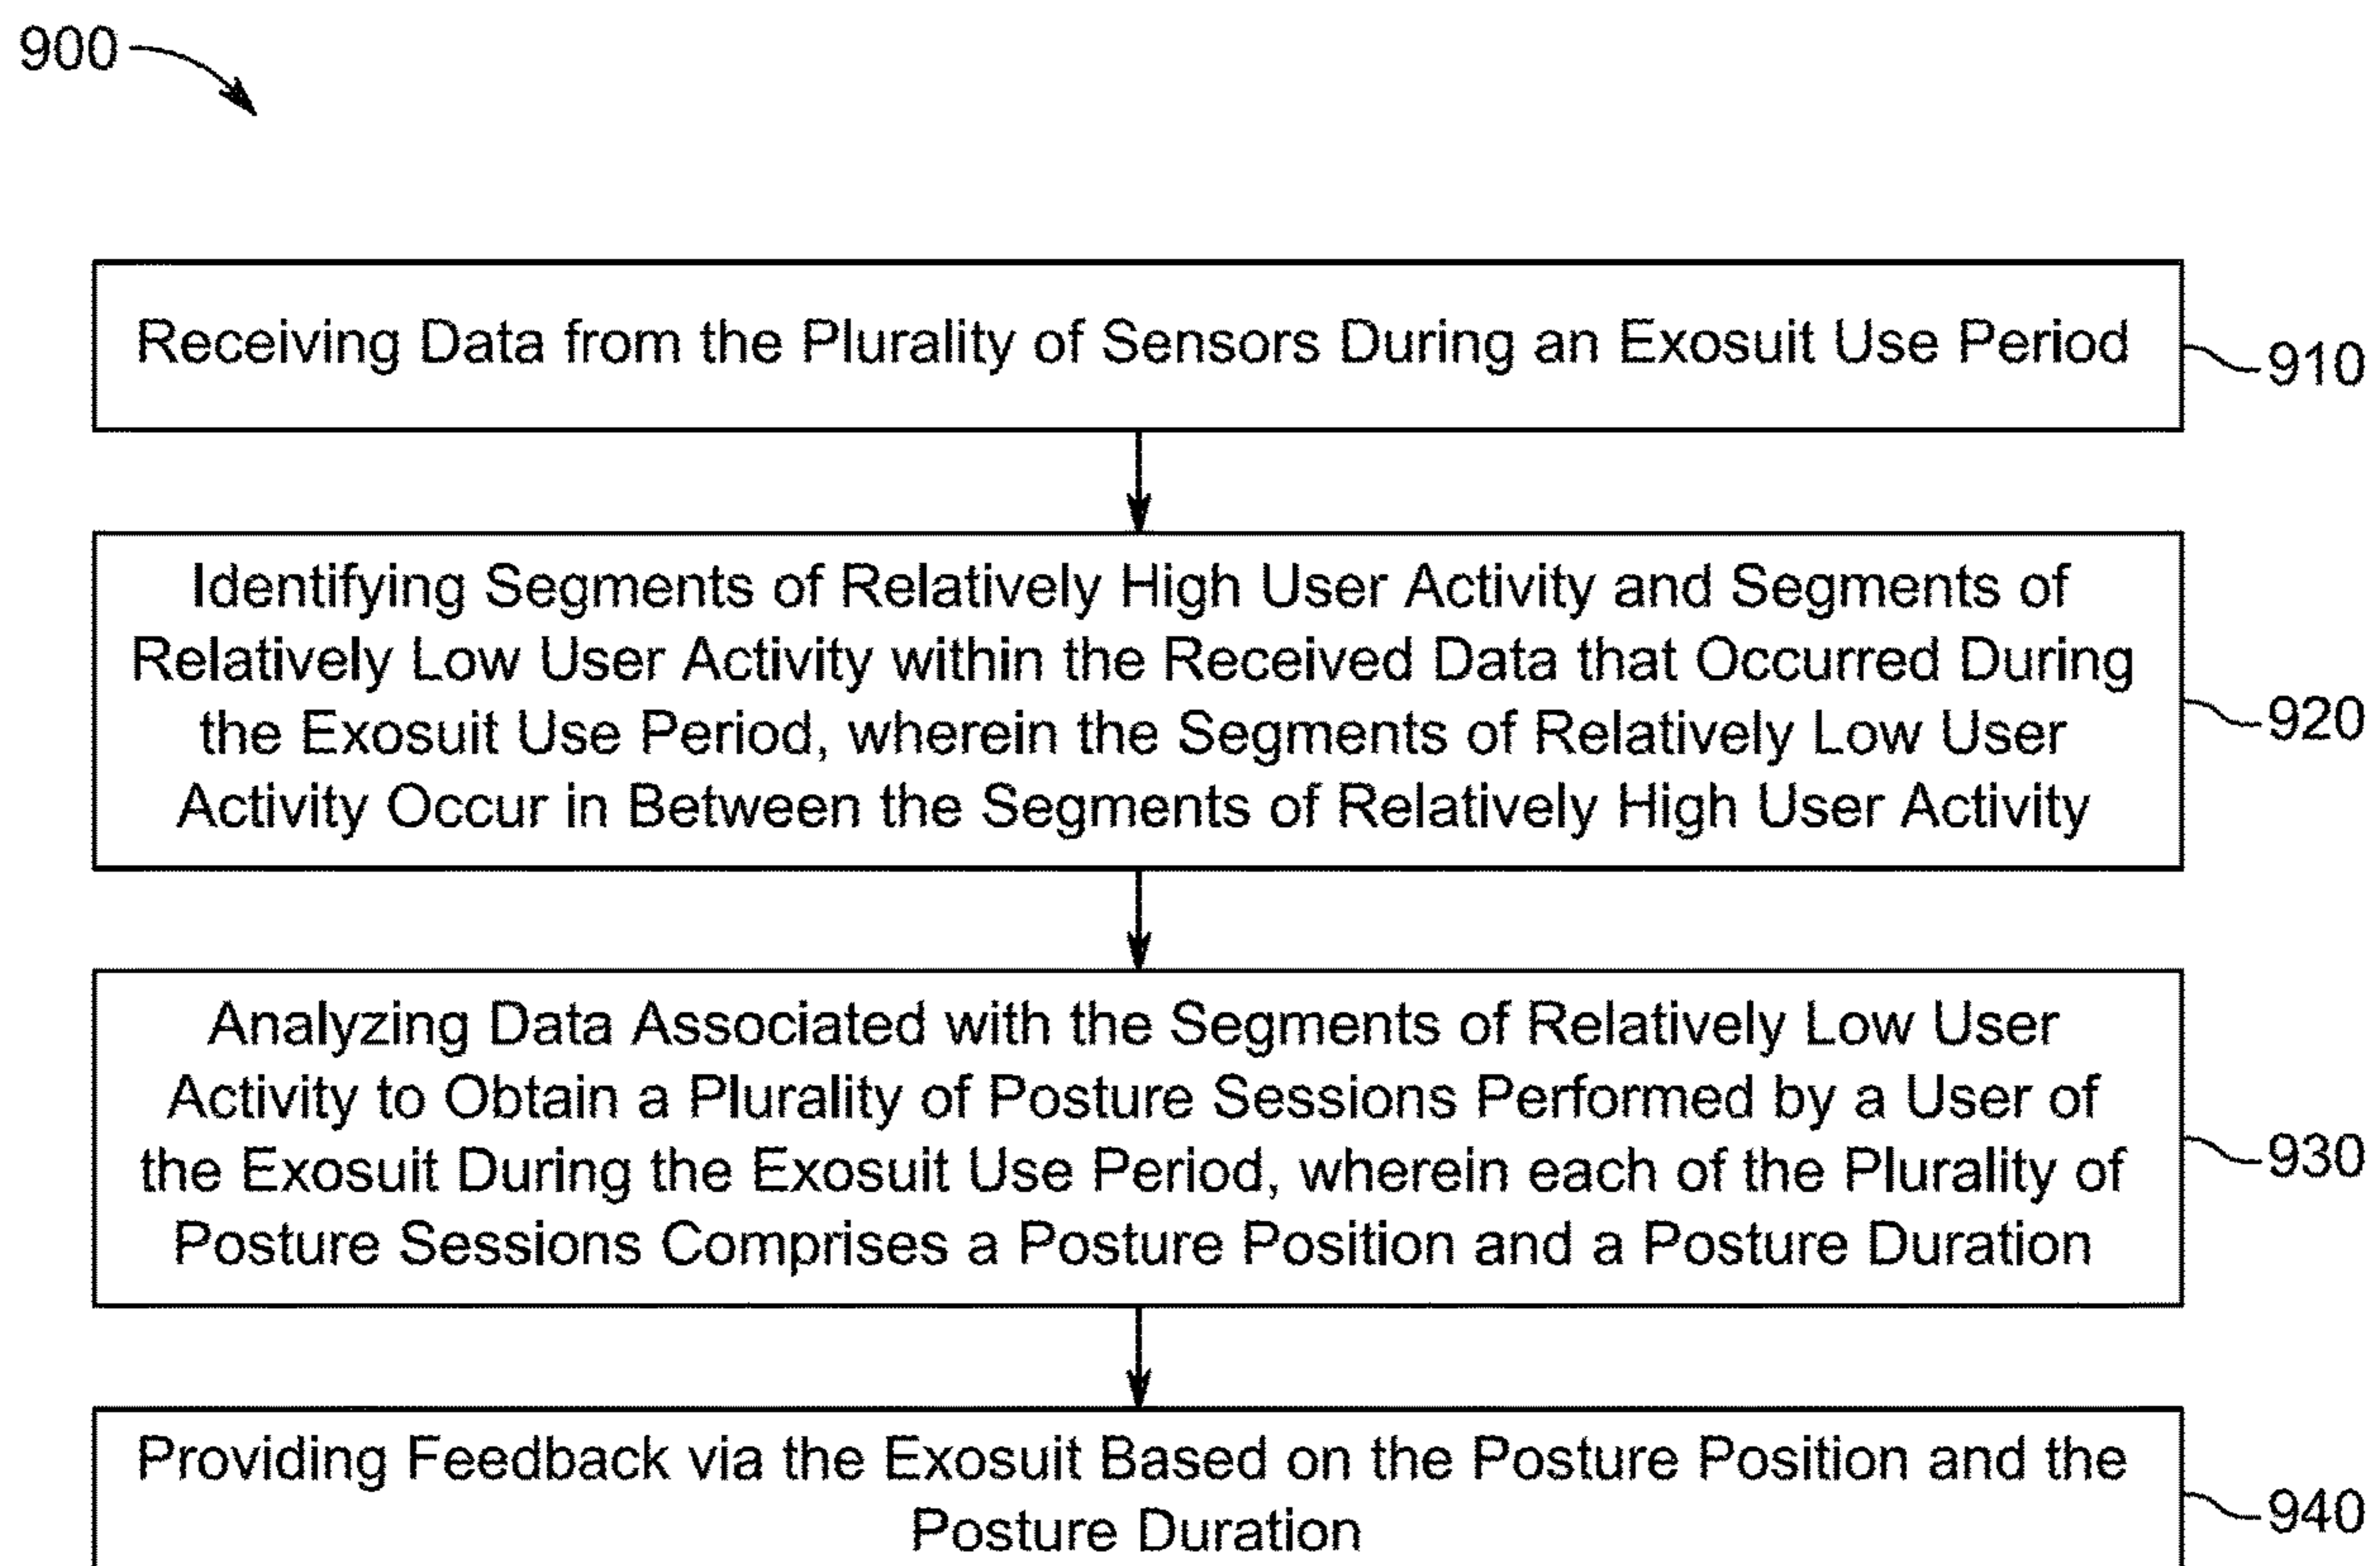 900
Receiving Data from the Plurality of Sensors During an Exosuit Use Period
910
Identifying Segments of Relatively High User Activity and Segments of
Relatively Low User Activity within the Received Data that Occurred During
the Exosuit Use Period, wherein the Segments of Relatively Low User
Activity Occur in Between the Segments of Relatively High User Activity
920
Analyzing Data Associated with the Segments of Relatively Low User
Activity to Obtain a Plurality of Posture Sessions Performed by a User of
the Exosuit During the Exosuit Use Period, wherein each of the Plurality of
Posture Sessions Comprises a Posture Position and a Posture Duration
930
Providing Feedback via the Exosuit Based on the Posture Position and the
Posture Duration
940